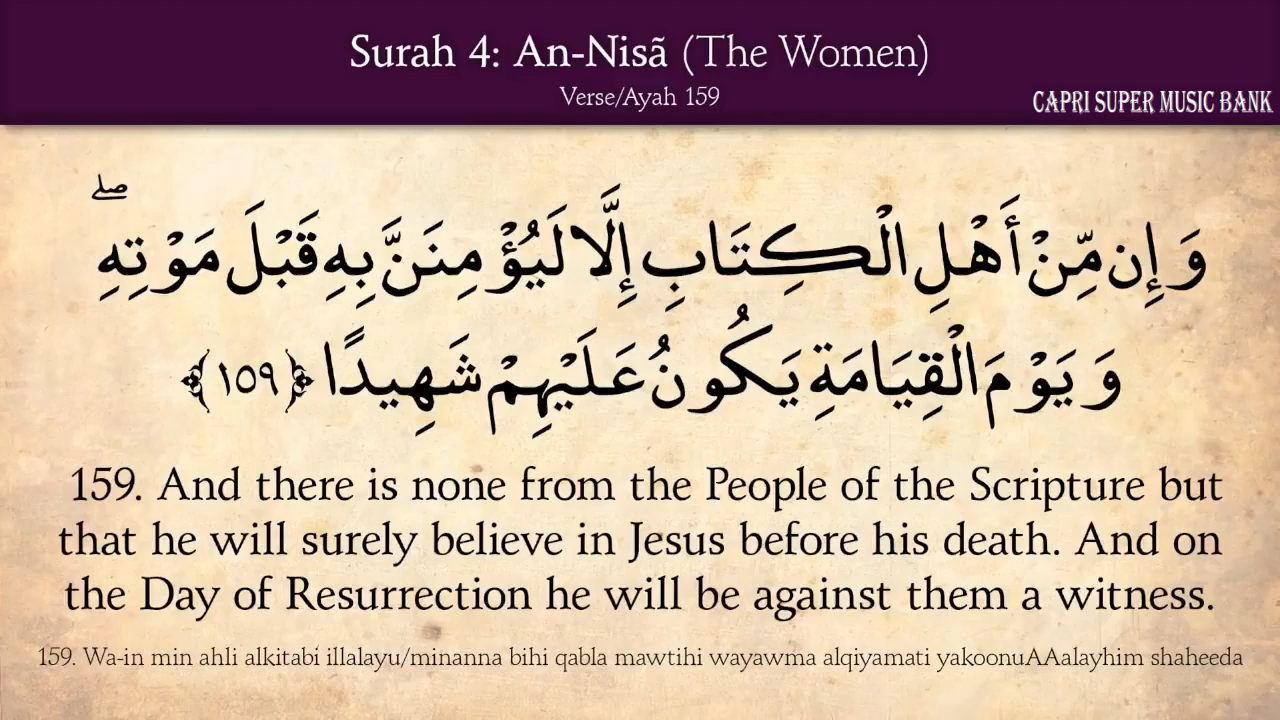 Surah 4: An-Nisã (The Women)
Verse/Ayah 159
CAPRI SUPER MUSIC BANK
وَإِن مِّنْ أَهْلِ الْكِتَابِ إِلَّا لَيُؤْمِنَنَّ بِهِ قَبْلَ مَوْتِهِ ۖ
وَيَوْمَ الْقِيَامَةِ يَكُونُ عَلَيْهِمْ شَهِيدًا ﴿١٥٩﴾
159. And there is none from the People of the Scripture but
that he will surely believe in Jesus before his death. And on
the Day of Resurrection he will be against them a witness.
159. Wa-in min ahli alkitabi illalayu/minanna bihi qabla mawtihi wayawma alqiyamati yakoonuAAalayhim shaheeda